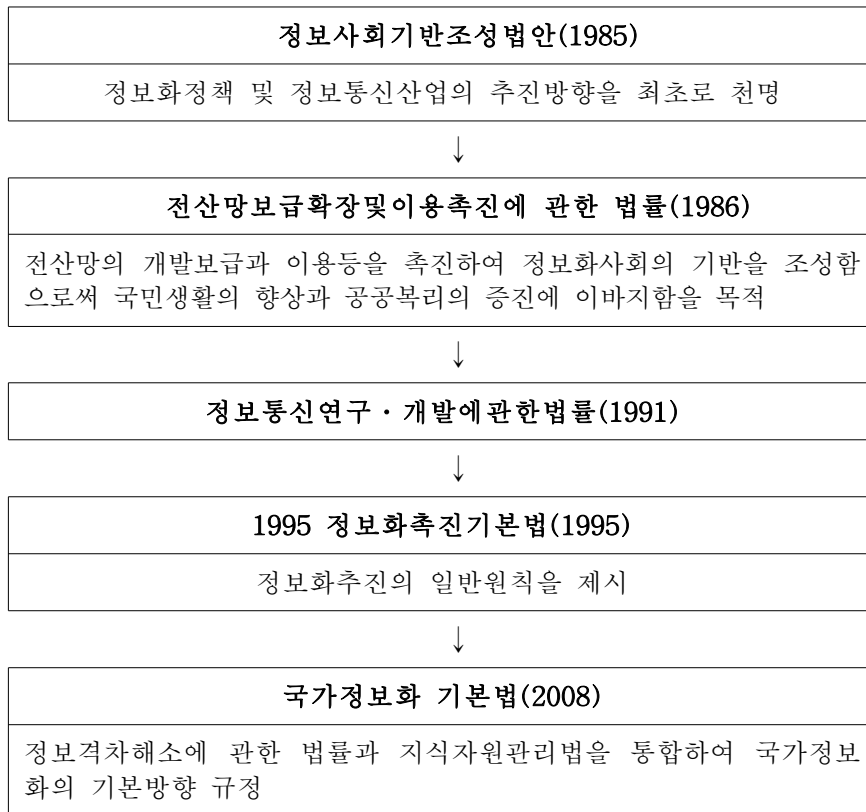 정보사회기반조성법안(1985)
정보화정책 및 정보통신산업의 추진방향을 최초로 천명
↓
전산망보급확장및이용촉진에 관한 법률(1986)
전산망의 개발보급과 이용등을 촉진하여 정보화사회의 기반을 조성함
으로써 국민생활의 향상과 공공복리의 증진에 이바지함을 목적
↓
정보통신연구·개발에관한법률(1991)
↓
1995 정보화촉진기본법(1995)
정보화추진의 일반원칙을 제시
↓
국가정보화 기본법(2008)
정보격차해소에 관한 법률과 지식자원관리법을 통합하여 국가정보
화의 기본방향 규정